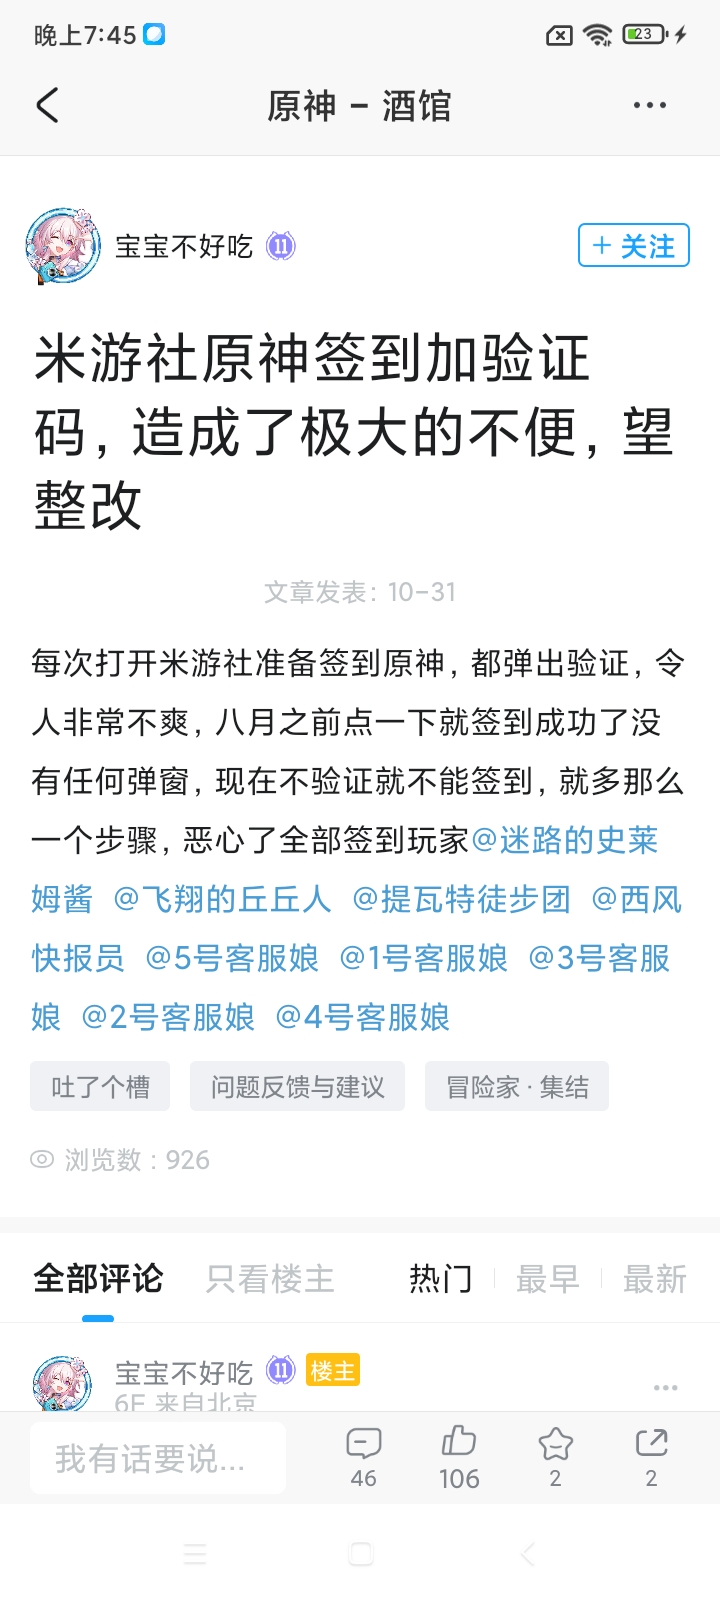 晚上7:45
23
原神 - 酒馆
宝宝不好吃 11
+ 关注
米游社原神签到加验证
码，造成了极大的不便，望
整改
文章发表：10-31
每次打开米游社准备签到原神，都弹出验证，令
人非常不爽，八月之前点一下就签到成功了没
有任何弹窗，现在不验证就不能签到，就多那么
一个步骤，恶心了全部签到玩家@迷路的史莱
姆酱 @飞翔的丘丘人 @提瓦特徒步团 @西风
快报员 @5号客服娘 @1号客服娘 @3号客服
娘 @2号客服娘 @4号客服娘
吐了个槽 问题反馈与建议 冒险家·集结
浏览数：926
全部评论 只看楼主 热门 最早 最新
宝宝不好吃 11 楼主
6F 来自北京
我有话要说...
46 106 2 2